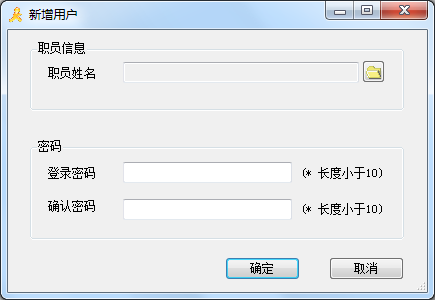 新增用户
职员信息
职员姓名
密码
登录密码 (* 长度小于10)
确认密码 (* 长度小于10)
确定 取消